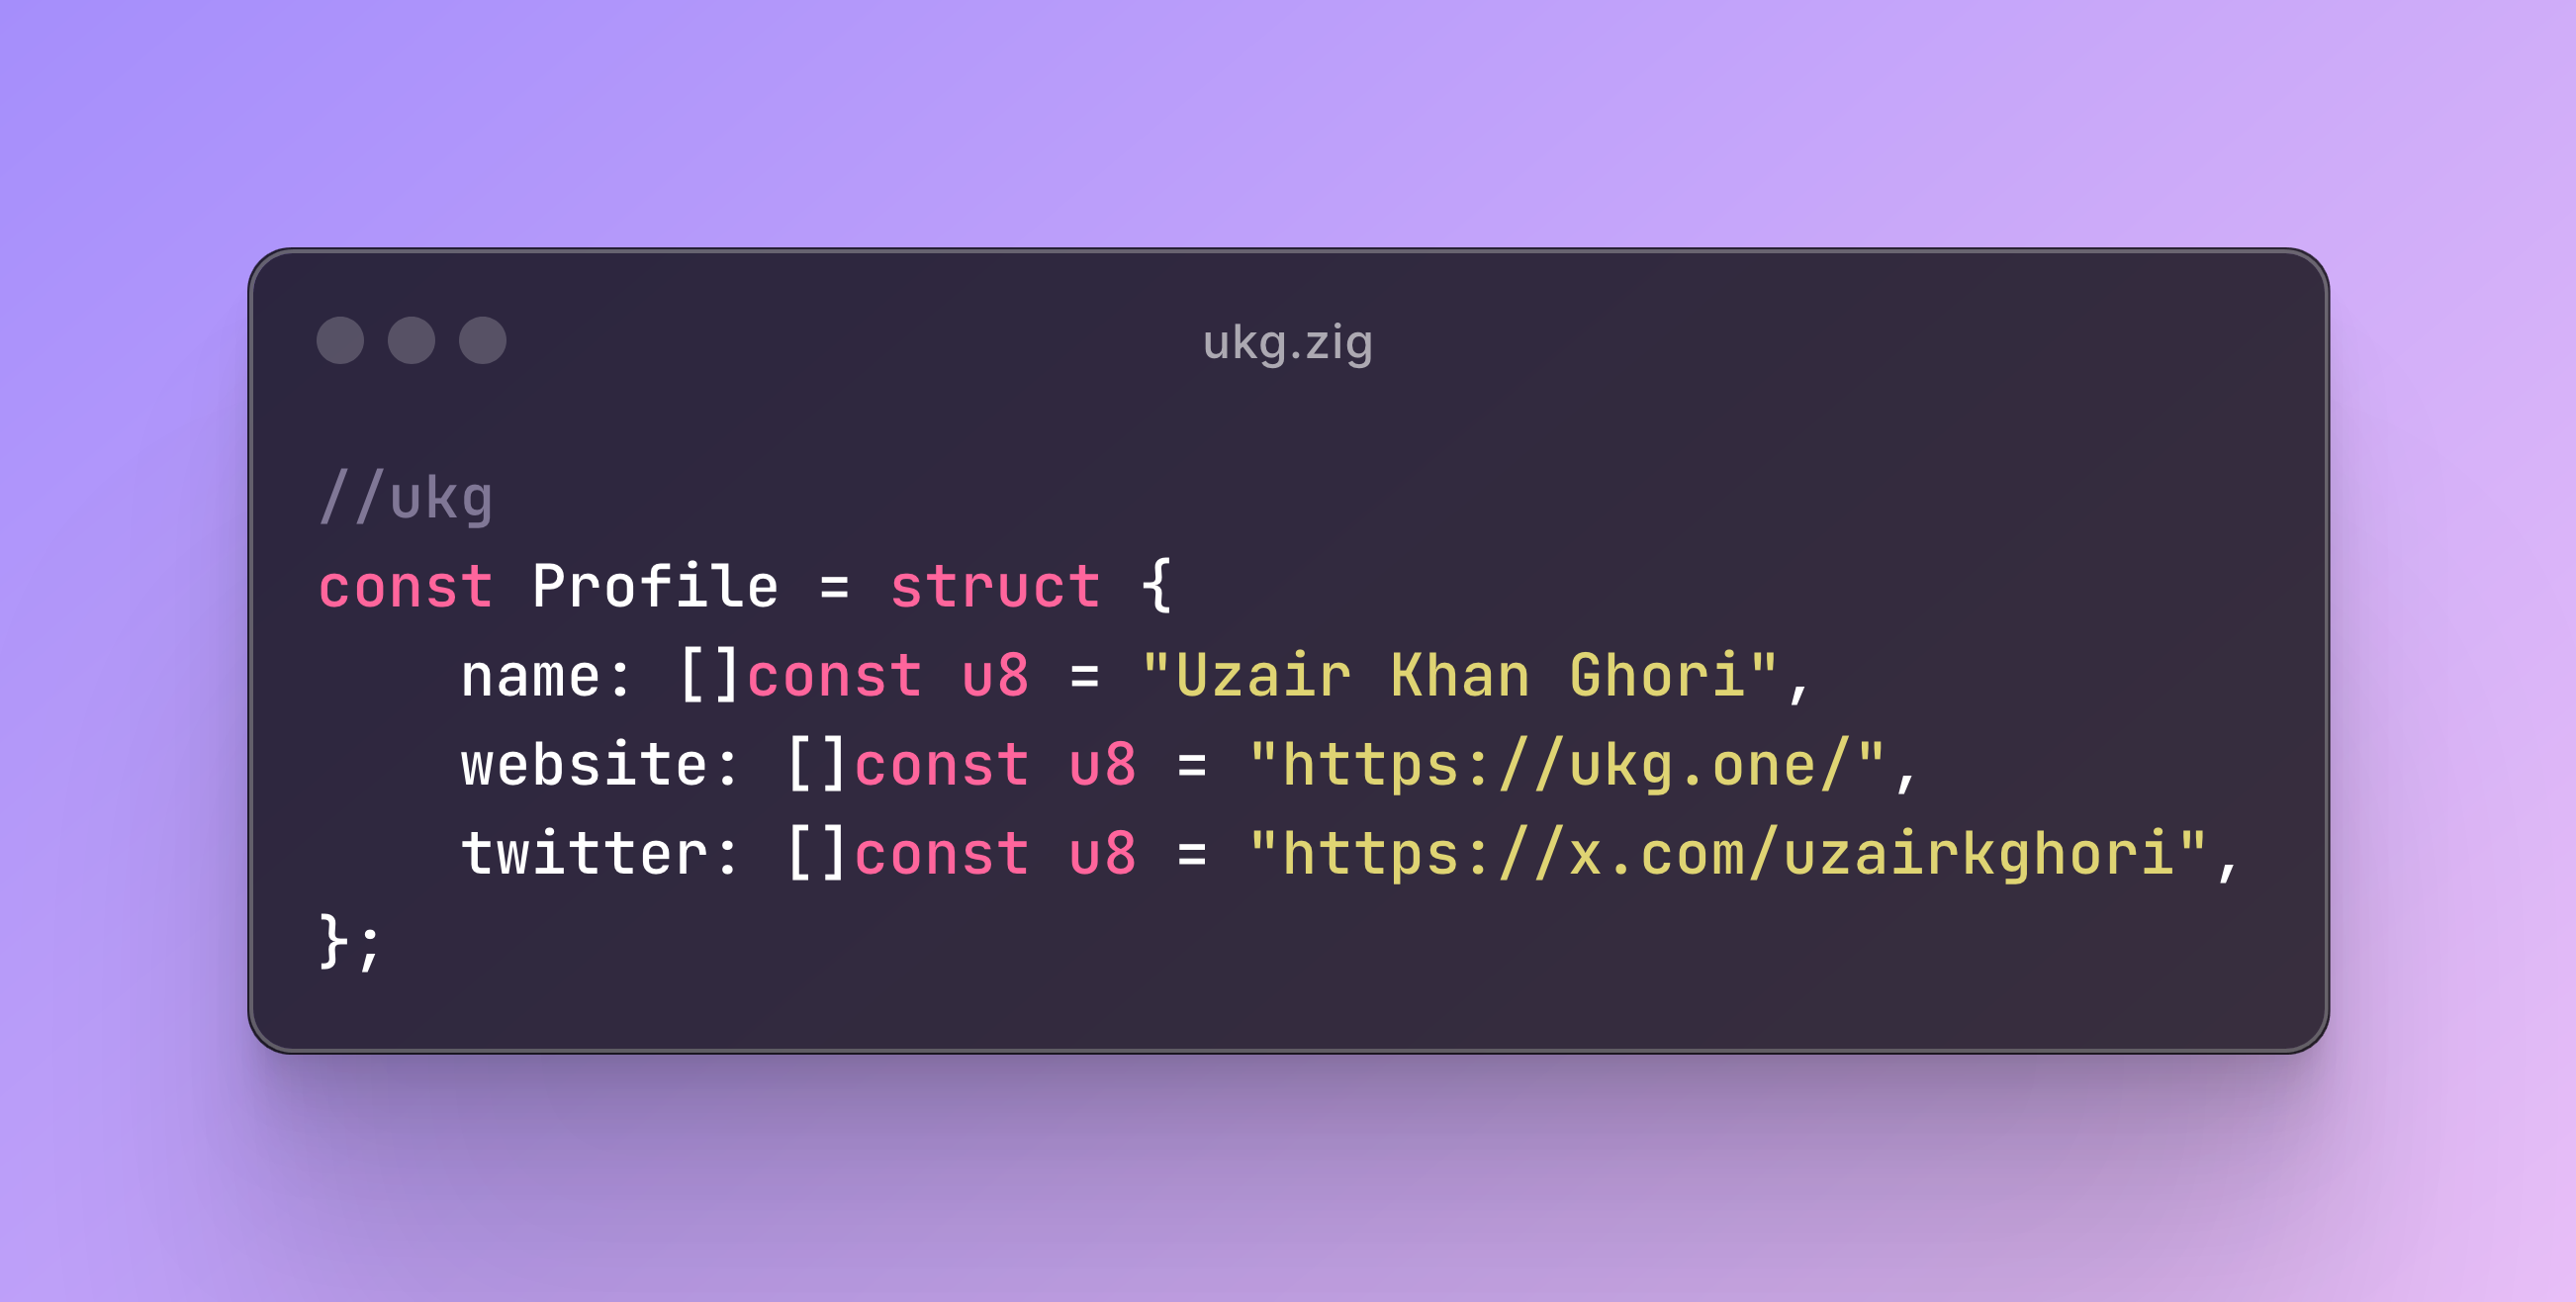 ukg.zig
//ukg
const Profile = struct {
    name: []const u8 = "Uzair Khan Ghori",
    website: []const u8 = "https://ukg.one/",
    twitter: []const u8 = "https://x.com/uzairkghori",
};